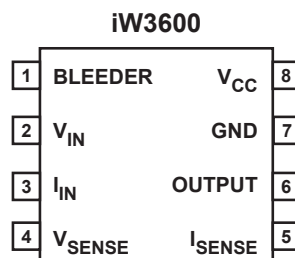 iW3600
1 BLEEDER V_CC 8
2 V_IN GND 7
3 I_IN OUTPUT 6
4 V_SENSE I_SENSE 5